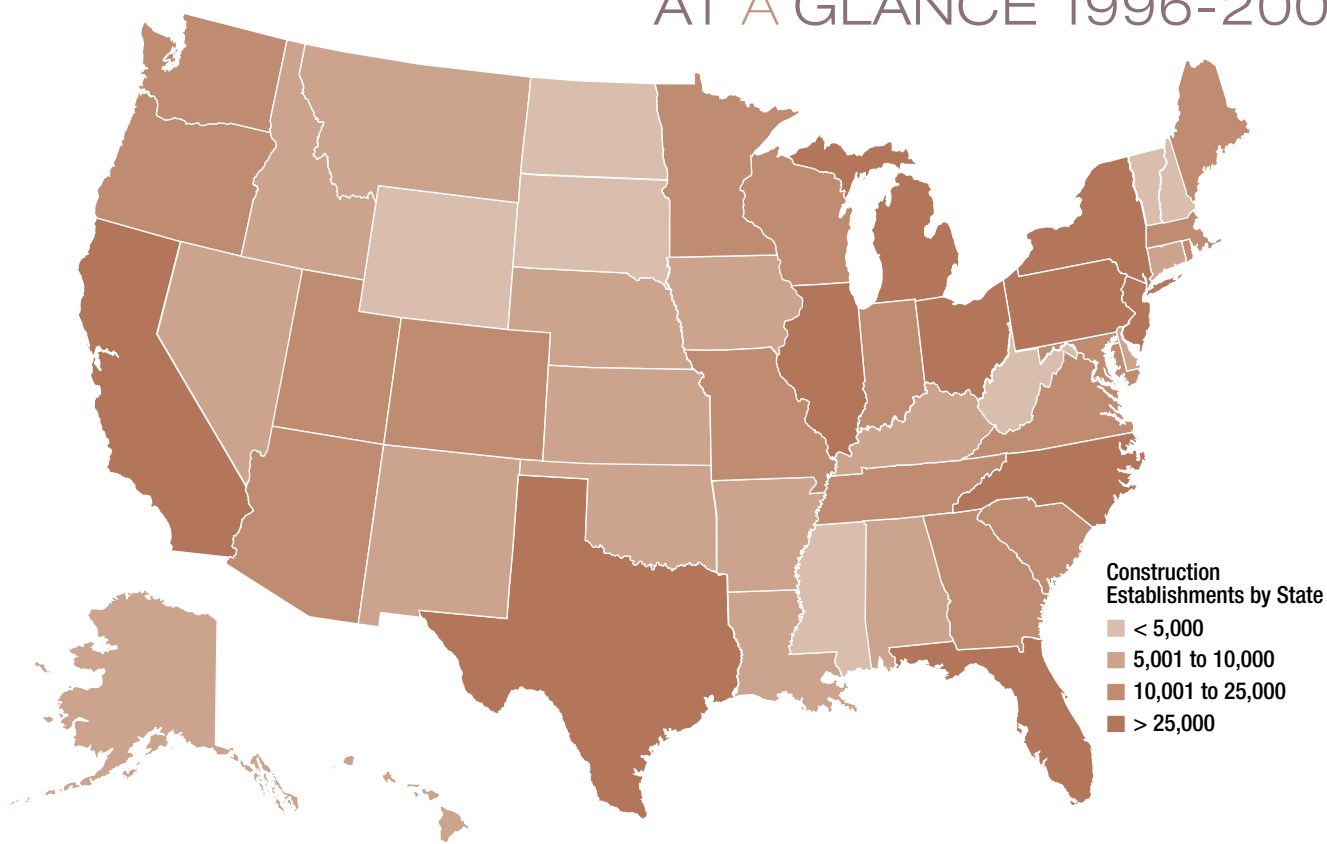 AT A GLANCE 1996-200
Construction
Establishments by State
< 5,000
5,001 to 10,000
10,001 to 25,000
> 25,000